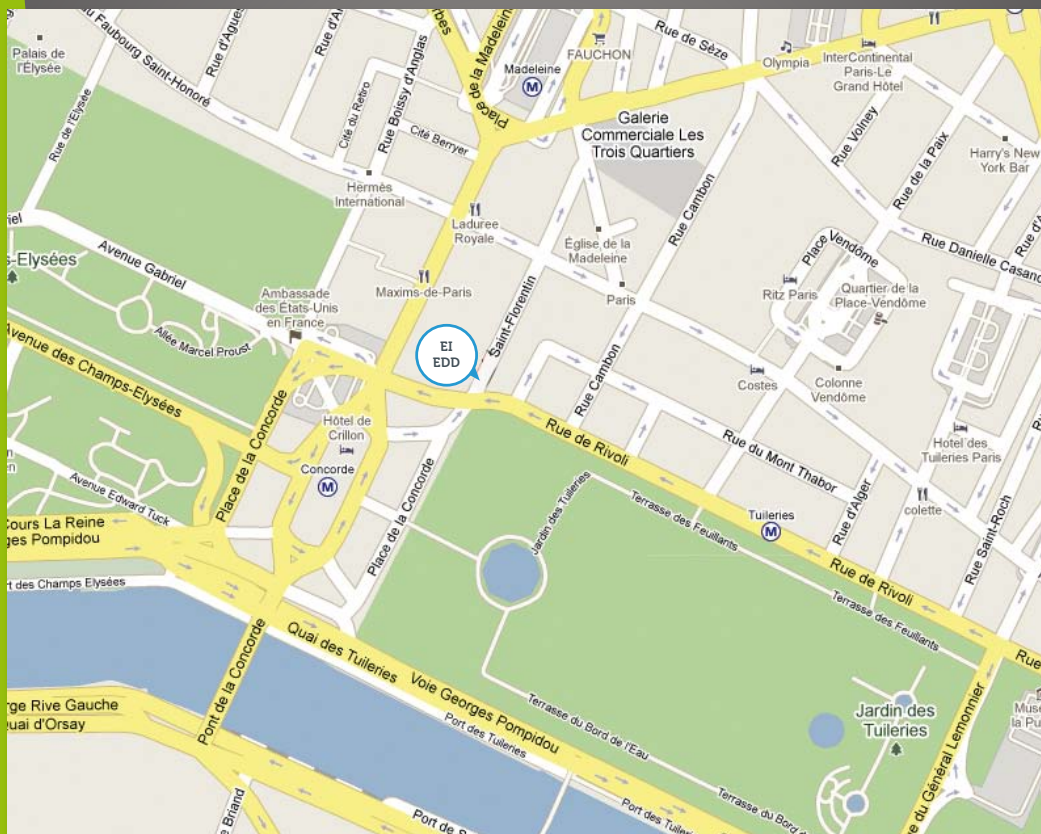 du Faubourg Saint-Honoré
Rue d'Aguesseau
Rue d'A
Place de la Madeleine
Rue de Sèze
FAUCHON
Olympia
InterContinental
Paris-Le
Grand Hôtel
Palais de
l'Élysée
Madeleine
M
Rue de l'Elysée
Cité du Retiro
Rue Boissy d'Anglas
Cité Berryer
Galerie
Commerciale Les
Trois Quartiers
Rue Cambon
Rue Volney
Rue de la Paix
Harry's New
York Bar
Hermès
International
Laduree
Royale
Église de la
Madeleine
Paris
Place Vendôme
Rue Danielle Casanova
Rue d'A
riel
Avenue Gabriel
s-Elysées
Ambassade
des États-Unis
en France
Maxims-de-Paris
Saint-Florentin
Ritz Paris
Quartier de la
Place-Vendôme
Allée Marcel Proust
EI
EDD
Rue Cambon
Costes
Colonne
Vendôme
Avenue des Champs-Elysées
Place de la Concorde
Hôtel de
Crillon
Concorde
M
Rue de Rivoli
Rue du Mont Thabor
Hotel des
Tuileries Paris
Avenue Edward Tuck
Place de la Concorde
Jardin des Tuileries
Terrasse des Feuillants
Tuileries
M
Rue d'Alger
colette
Rue Saint-Roch
Cours La Reine
ges Pompidou
rt des Champs Elysées
Rue de Rivoli
Terrasse des Feuillants
Rue
Pont de la Concorde
Quai des Tuileries
Voie Georges Pompidou
Port des Tuileries
Terrasse du Bord de l'Eau
Jardin des
Tuileries
e du Général Lemonnier
Mus
la Pu
rge Rive Gauche
Quai d'Orsay
e Briand
Port de S
Port des Tuileries
Terrasse du Bord d